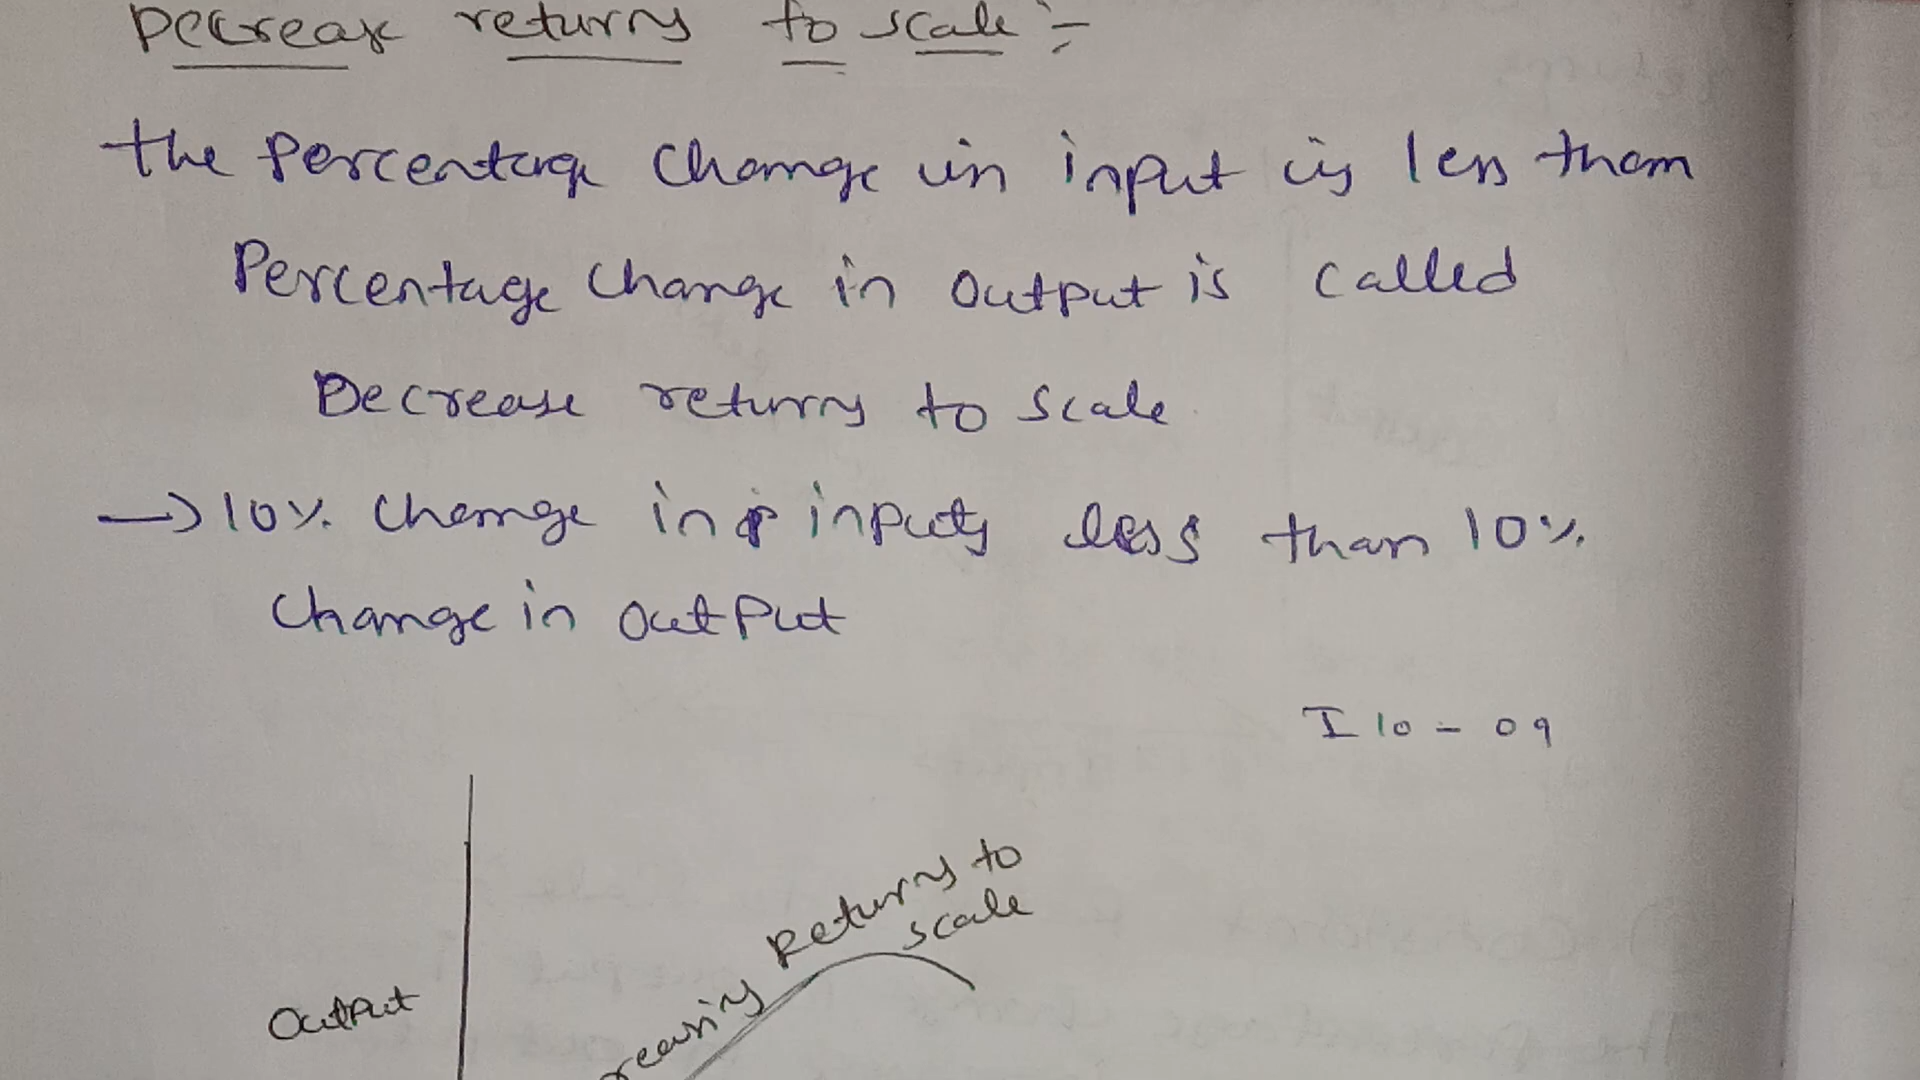 Decrease returns to scale :-
the Percentage change in input is less than
Percentage change in output is called
Decrease returns to scale.
→ 10% change in inputs less than 10%
change in output
I 10 - 09
Returns to
scale
reasing
Output